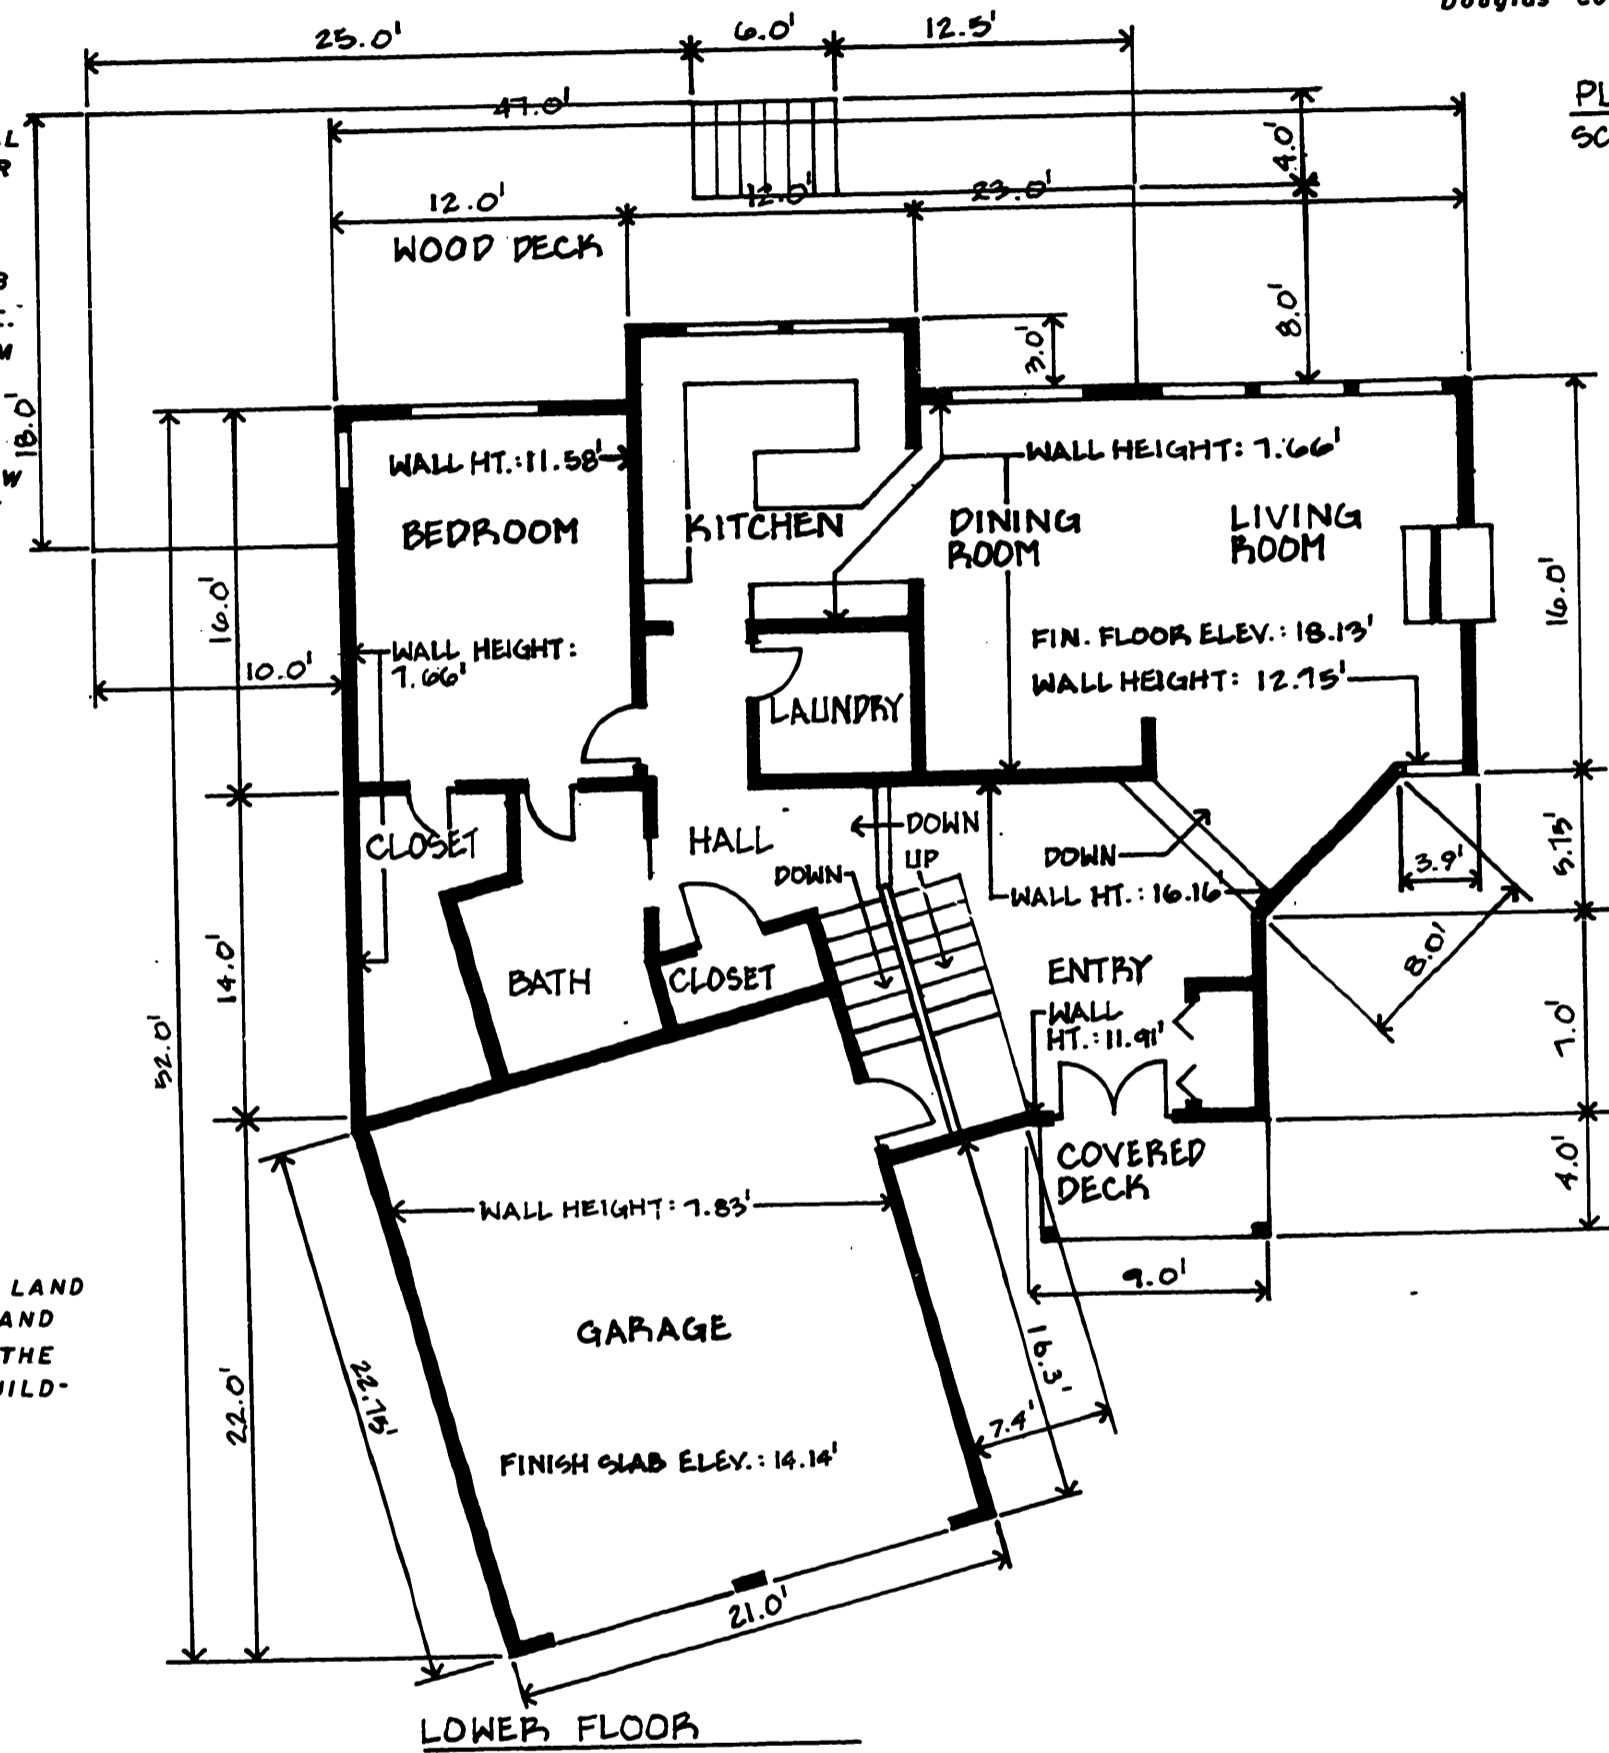 Douglas
25.0'
6.0'
12.5'
47.0'
4.0'
PL
SC
12.0'
12.0'
23.0'
WOOD DECK
8.0'
3.0'
18.0'
WALL HT.: 11.58'
WALL HEIGHT: 7.66'
BEDROOM
KITCHEN
DINING
ROOM
LIVING
ROOM
16.0'
16.0'
FIN. FLOOR ELEV.: 18.13'
WALL HEIGHT:
7.66'
10.0'
WALL HEIGHT: 12.75'
LAUNDRY
CLOSET
HALL
DOWN
DOWN
UP
DOWN
3.9'
5.75'
WALL HT.: 16.16'
8.0'
14.0'
BATH
CLOSET
ENTRY
WALL
HT.: 11.91'
7.0'
52.0'
COVERED
DECK
4.0'
WALL HEIGHT: 7.83'
9.0'
LAND
AND
THE
UILD-
GARAGE
16.3'
22.0'
22.75'
7.4'
FINISH SLAB ELEV.: 14.14'
21.0'
LOWER FLOOR